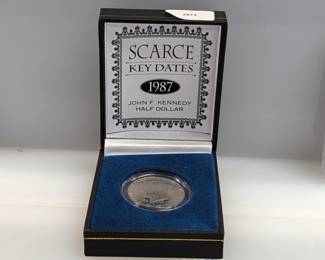 SCARCE
KEY DATES
1987
JOHN F. KENNEDY
HALF DOLLAR